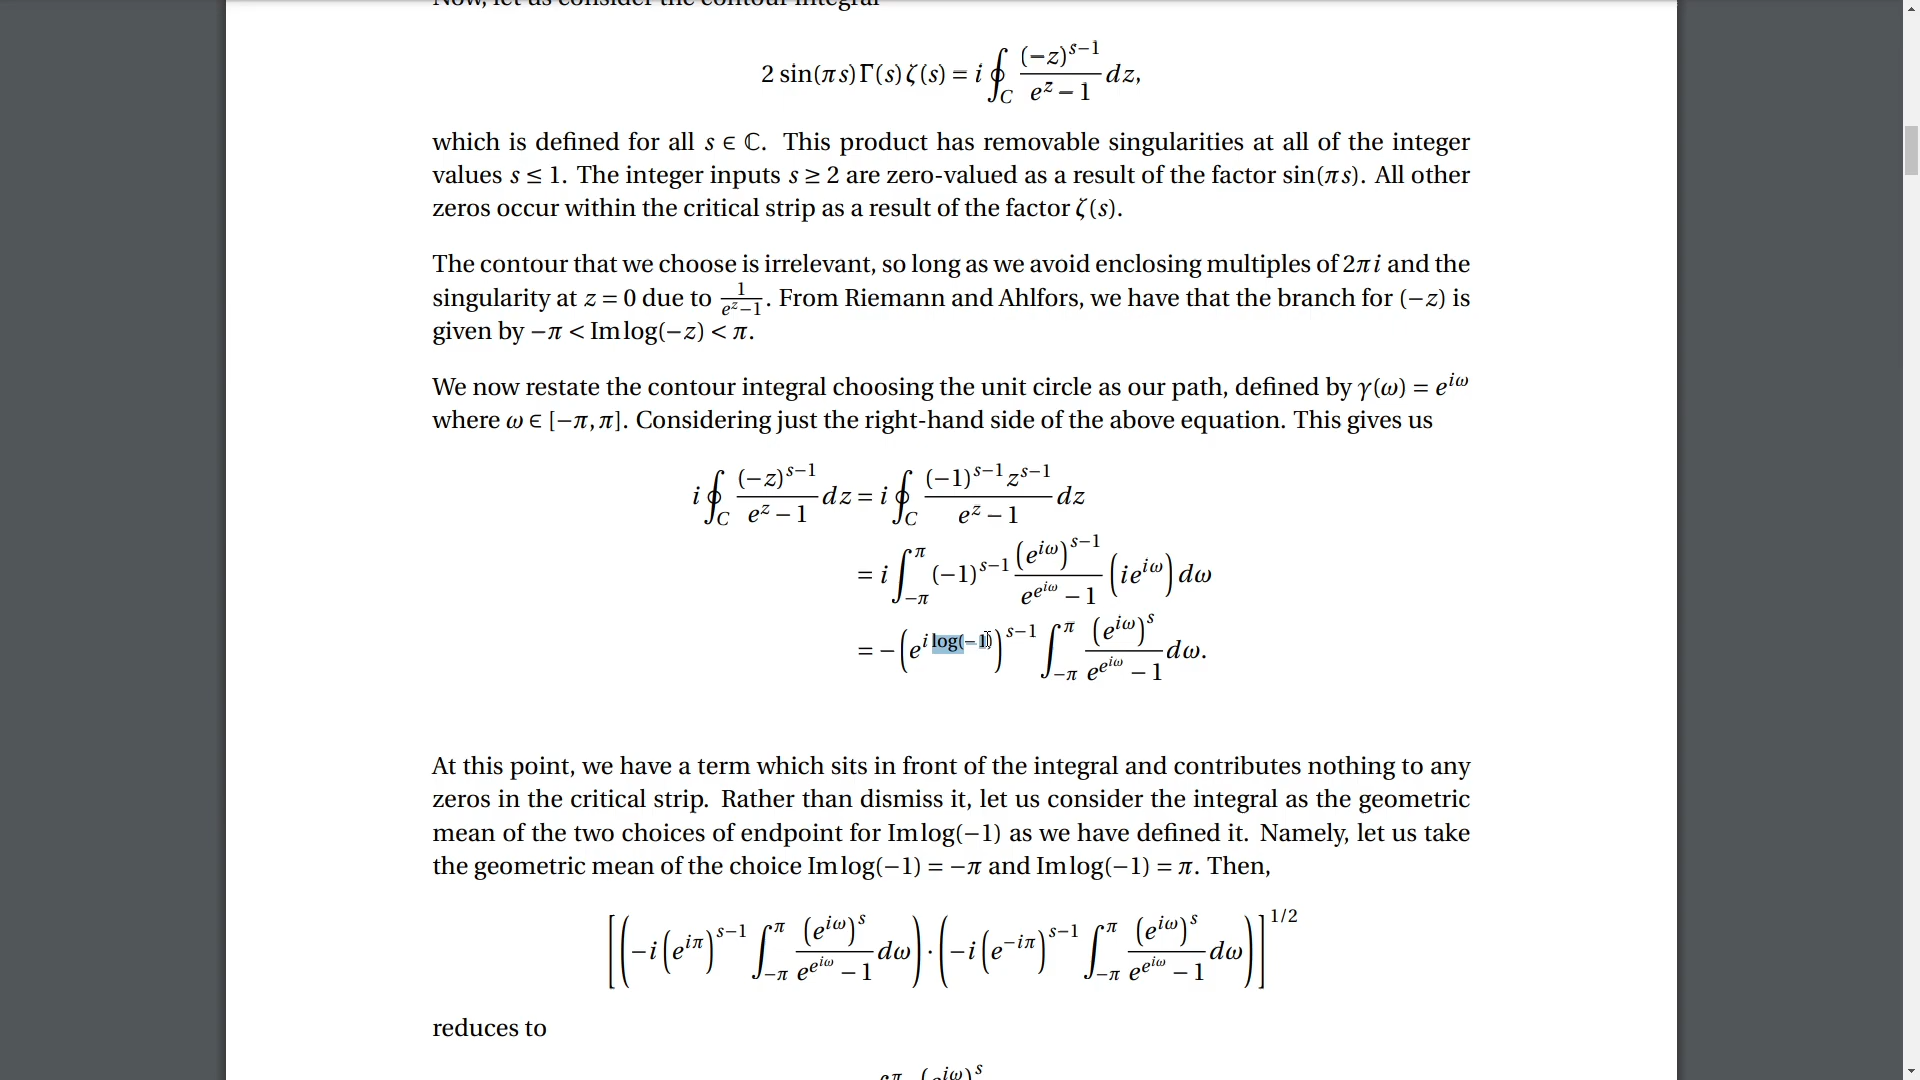 Now, let us consider the contour integral
2 sin(πs)Γ(s)ζ(s) = i ∮_C (−z)^{s−1} / (e^z − 1) dz,
which is defined for all s ∈ ℂ. This product has removable singularities at all of the integer
values s ≤ 1. The integer inputs s ≥ 2 are zero-valued as a result of the factor sin(πs). All other
zeros occur within the critical strip as a result of the factor ζ(s).
The contour that we choose is irrelevant, so long as we avoid enclosing multiples of 2πi and the
singularity at z = 0 due to 1/(e^z−1). From Riemann and Ahlfors, we have that the branch for (−z) is
given by −π < Im log(−z) < π.
We now restate the contour integral choosing the unit circle as our path, defined by γ(ω) = e^{iω}
where ω ∈ [−π,π]. Considering just the right-hand side of the above equation. This gives us
i ∮_C (−z)^{s−1} / (e^z − 1) dz = i ∮_C (−1)^{s−1} z^{s−1} / (e^z − 1) dz
= i ∫_{−π}^{π} (−1)^{s−1} (e^{iω})^{s−1} / (e^{e^{iω}} − 1) (ie^{iω}) dω
= −(e^{i log(−1)})^{s−1} ∫_{−π}^{π} (e^{iω})^s / (e^{e^{iω}} − 1) dω.
At this point, we have a term which sits in front of the integral and contributes nothing to any
zeros in the critical strip. Rather than dismiss it, let us consider the integral as the geometric
mean of the two choices of endpoint for Im log(−1) as we have defined it. Namely, let us take
the geometric mean of the choice Im log(−1) = −π and Im log(−1) = π. Then,
[(−i (e^{iπ})^{s−1} ∫_{−π}^{π} (e^{iω})^s / (e^{e^{iω}} − 1) dω) · (−i (e^{−iπ})^{s−1} ∫_{−π}^{π} (e^{iω})^s / (e^{e^{iω}} − 1) dω)]^{1/2}
reduces to